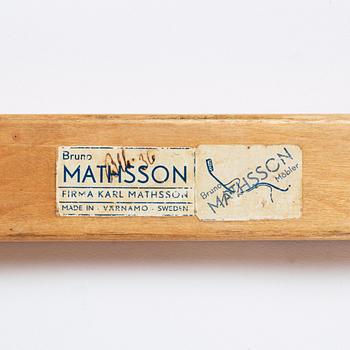 Bruno
MATHSSON
FIRMA KARL MATHSSON
MADE IN · VÄRNAMO · SWEDEN
Bruno
MATHSSON
Möbler